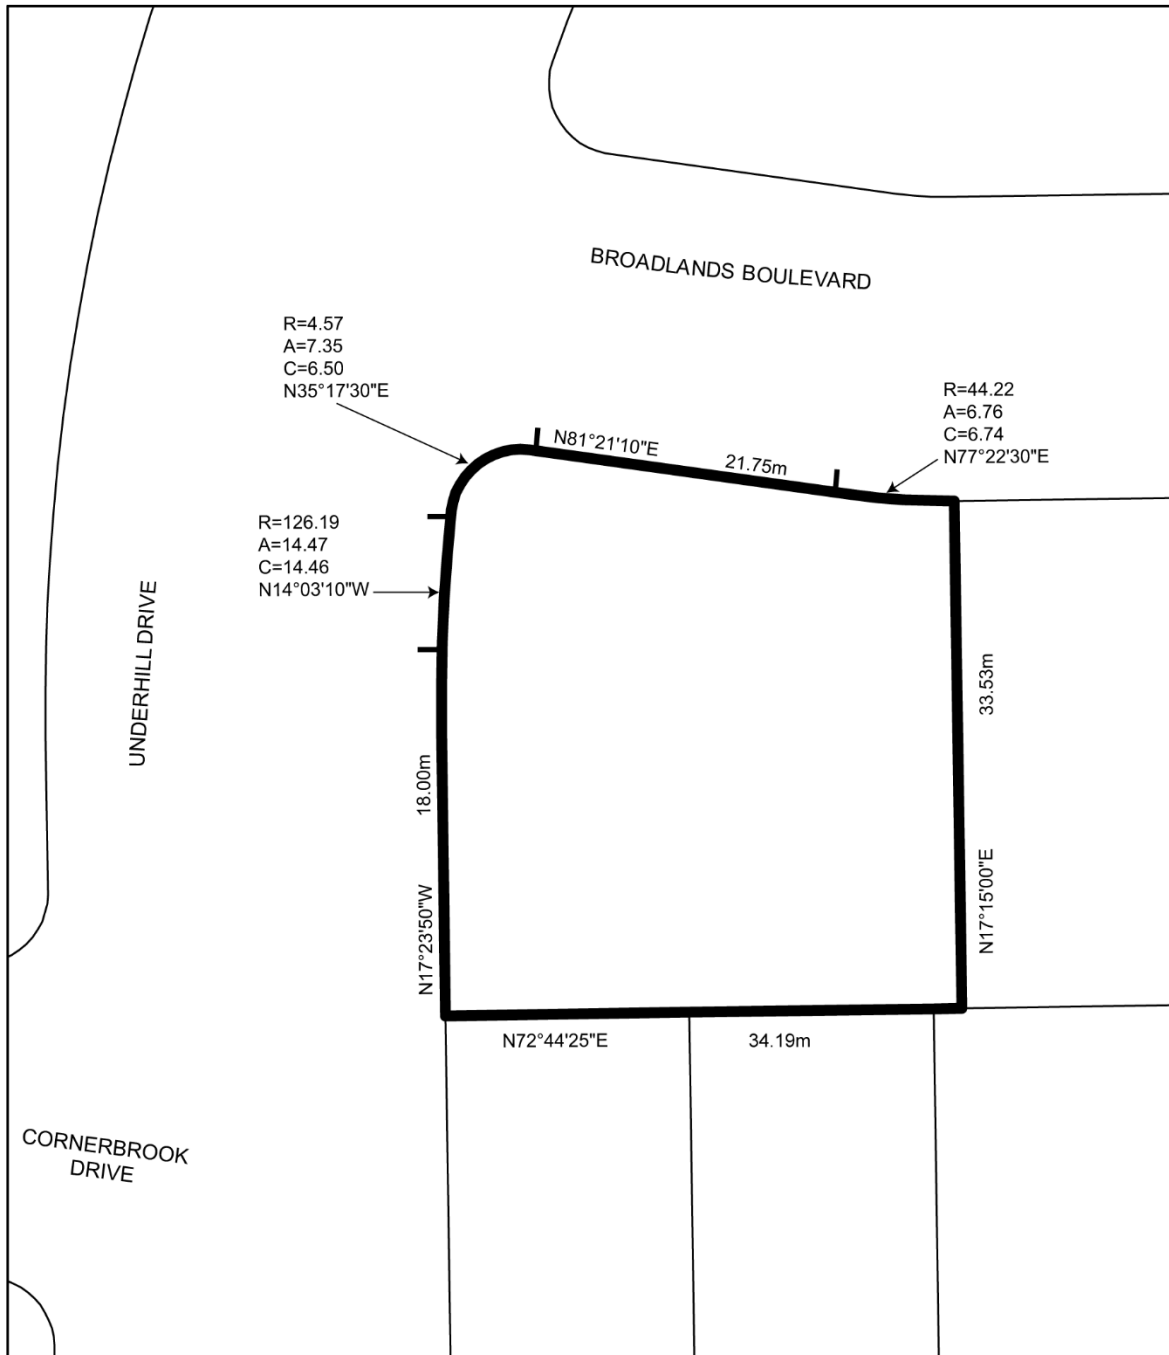 BROADLANDS BOULEVARD
R=4.57
A=7.35
C=6.50
N35°17'30"E
R=44.22
A=6.76
C=6.74
N77°22'30"E
N81°21'10"E
21.75m
R=126.19
A=14.47
C=14.46
N14°03'10"W
UNDERHILL DRIVE
33.53m
18.00m
N17°15'00"E
N17°23'50"W
N72°44'25"E
34.19m
CORNERBROOK
DRIVE